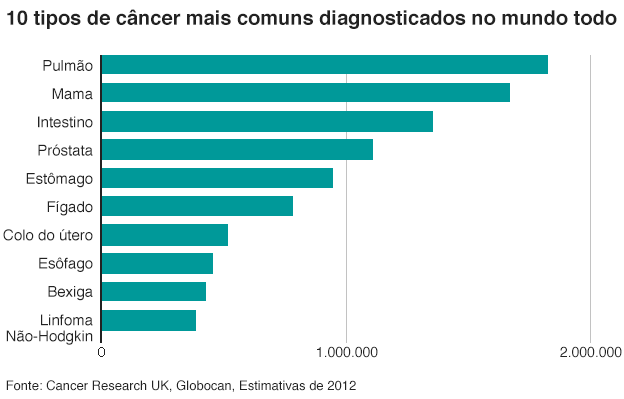 10 tipos de câncer mais comuns diagnosticados no mundo todo
Pulmão
Mama
Intestino
Próstata
Estômago
Fígado
Colo do útero
Esôfago
Bexiga
Linfoma
Não-Hodgkin
0
1.000.000
2.000.000
Fonte: Cancer Research UK, Globocan, Estimativas de 2012